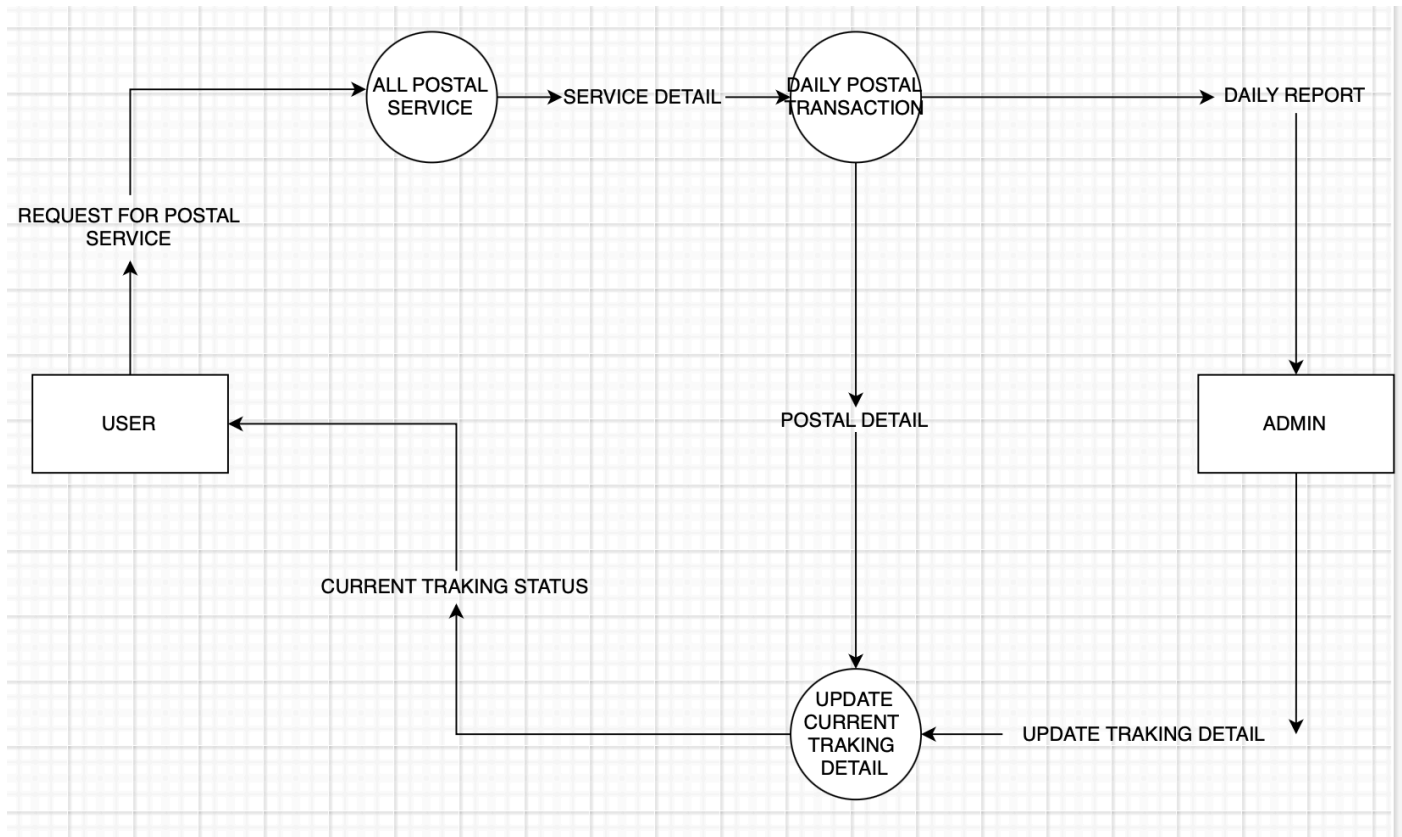 ALL POSTAL
SERVICE
SERVICE DETAIL
DAILY POSTAL
TRANSACTION
DAILY REPORT
REQUEST FOR POSTAL
SERVICE
USER
POSTAL DETAIL
ADMIN
CURRENT TRAKING STATUS
UPDATE
CURRENT
TRAKING
DETAIL
UPDATE TRAKING DETAIL